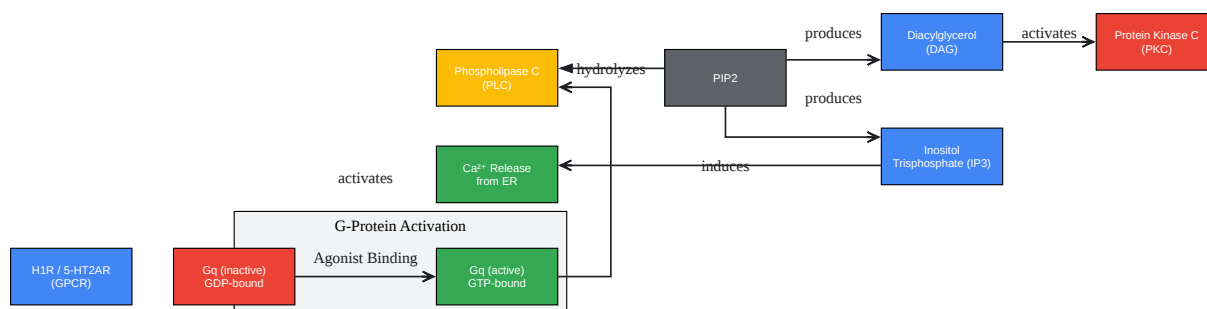 Diacylglycerol
(DAG)
Protein Kinase C
(PKC)
produces
activates
Phospholipase C
(PLC)
hydrolyzes
PIP2
produces
Inositol
Trisphosphate (IP3)
Ca²⁺ Release
from ER
induces
activates
G-Protein Activation
H1R / 5-HT2AR
(GPCR)
Gq (inactive)
GDP-bound
Agonist Binding
Gq (active)
GTP-bound